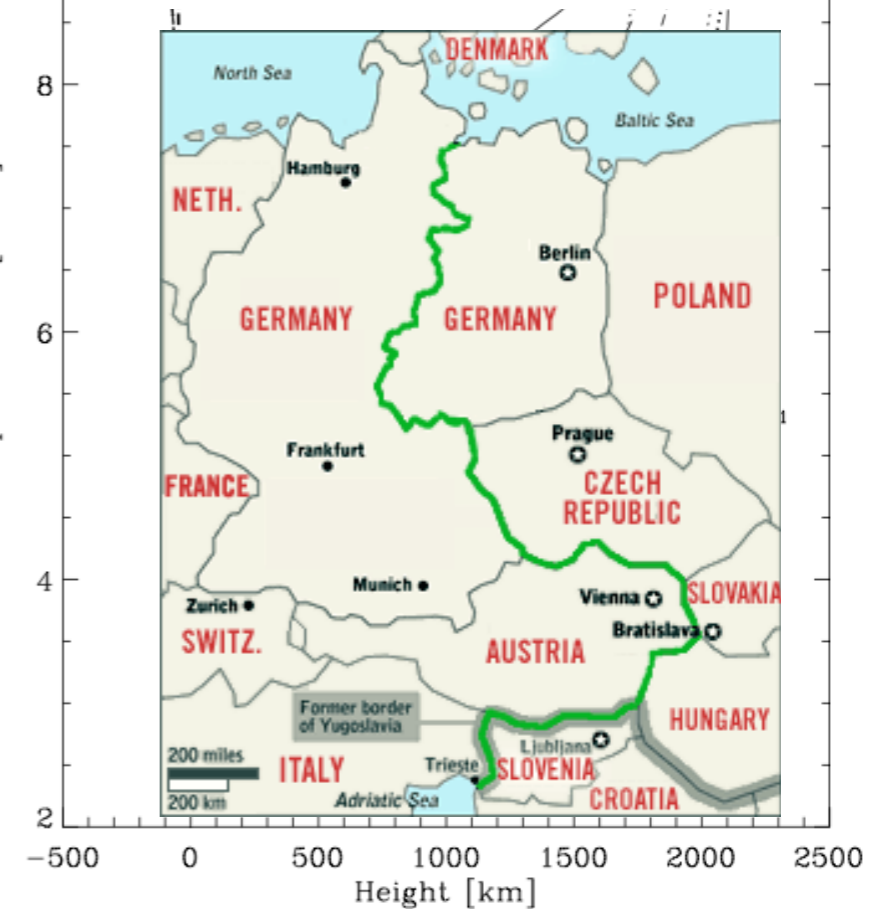 DENMARK
North Sea
8
Baltic Sea
Hamburg
NETH.
Berlin
POLAND
GERMANY
GERMANY
6
1
Prague
Frankfurt
CZECH
REPUBLIC
FRANCE
4
Munich
Vienna
SLOVAKIA
Zurich
Bratislava
SWITZ.
AUSTRIA
Former border
of Yugoslavia
HUNGARY
Ljubljana
200 miles
ITALY
Trieste
SLOVENIA
200 km
Adriatic Sea
CROATIA
2
−500 0 500 1000 1500 2000 2500
Height [km]